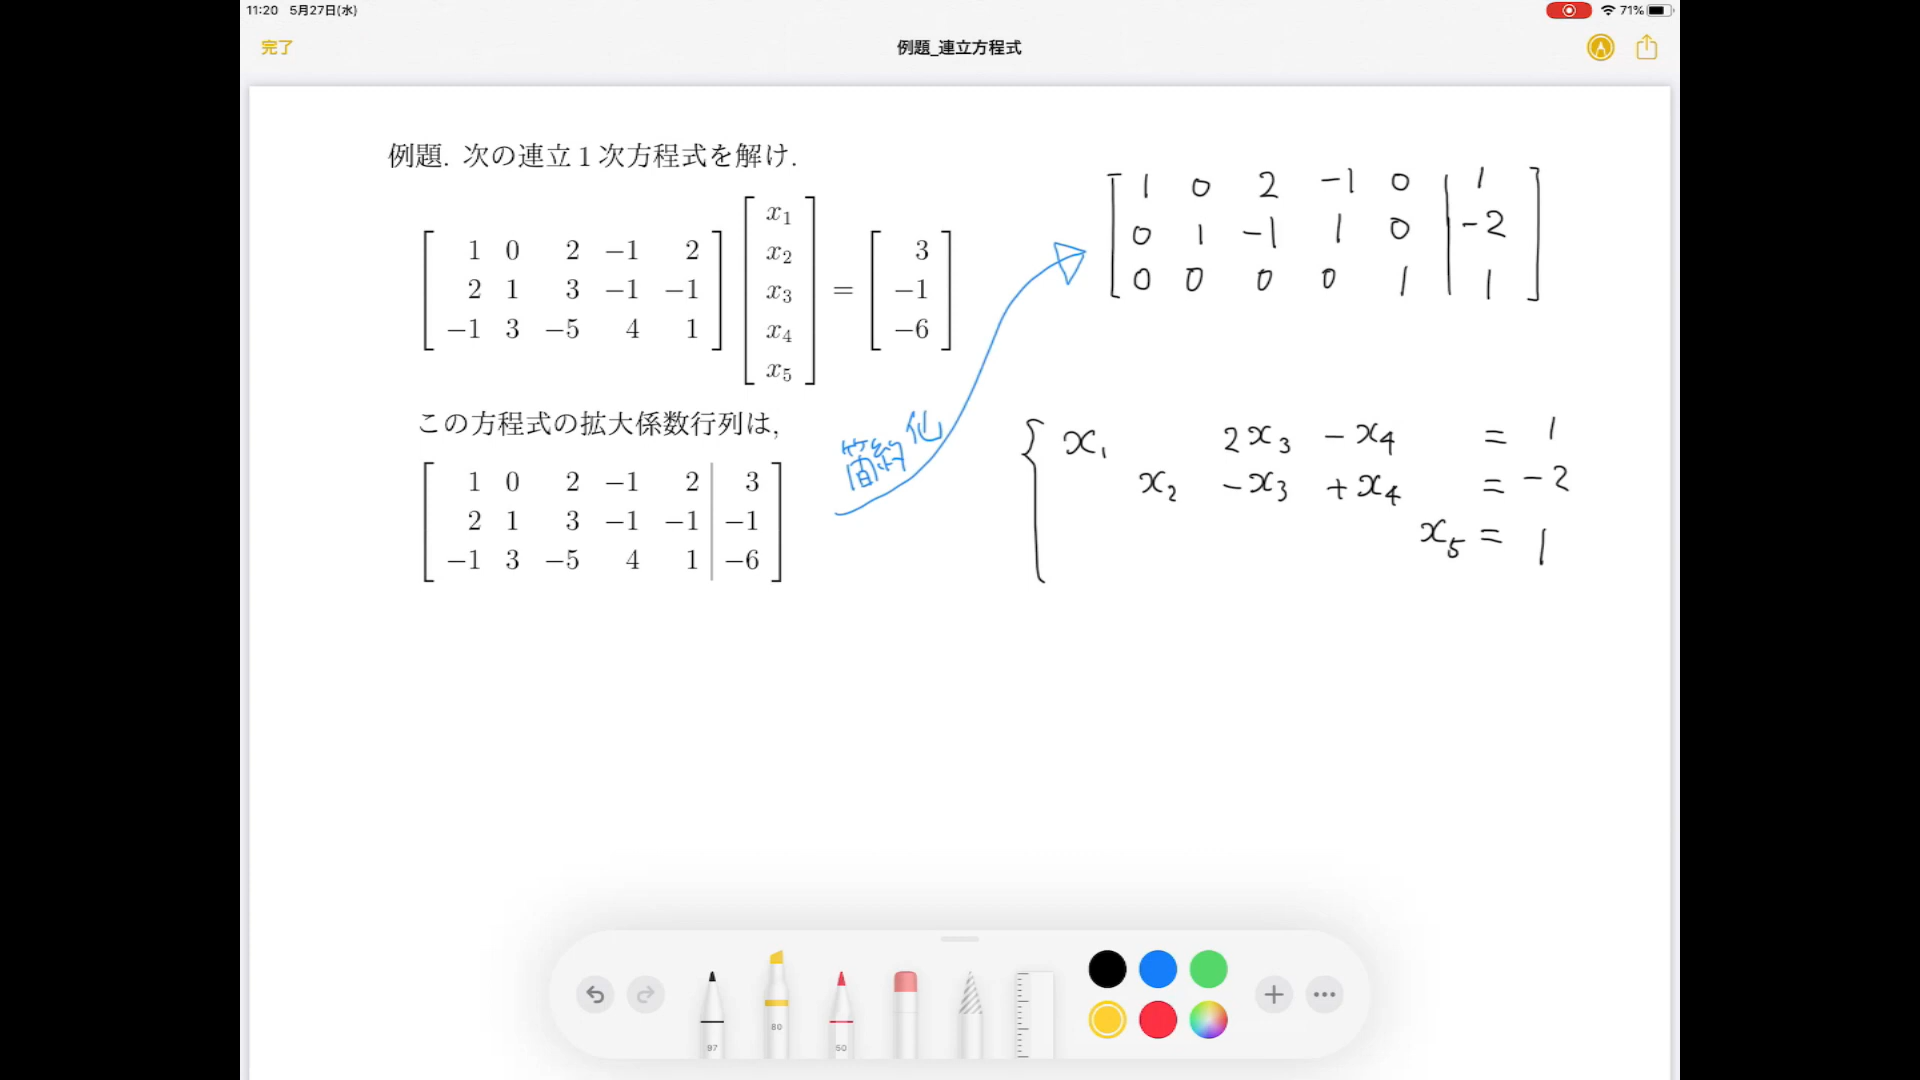 11:20 5月27日(水)
71%
完了
例題_連立方程式
例題. 次の連立1次方程式を解け.
1 0 2 −1 2
2 1 3 −1 −1
−1 3 −5 4 1
x1
x2
x3
x4
x5
=
3
−1
−6
この方程式の拡大係数行列は,
1 0 2 −1 2 | 3
2 1 3 −1 −1 | −1
−1 3 −5 4 1 | −6
簡約化
1 0 2 −1 0 | 1
0 1 −1 1 0 | −2
0 0 0 0 1 | 1
x1 2x3 − x4 = 1
x2 − x3 + x4 = −2
x5 = 1
97
80
50